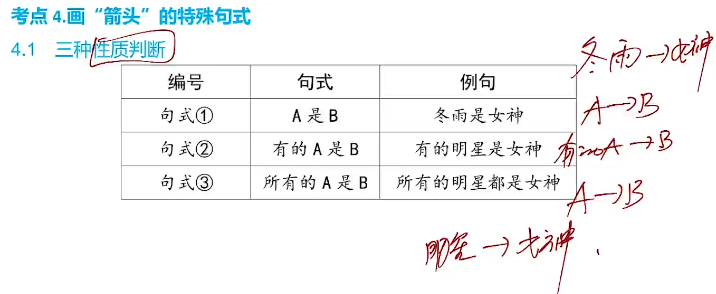 考点 4.画“箭头”的特殊句式
4.1 三种性质判断
冬雨→女神
编号 句式 例句
句式① A 是 B 冬雨是女神
A→B
句式② 有的 A 是 B 有的明星是女神
有的A→B
句式③ 所有的 A 是 B 所有的明星都是女神
A→B
明星→女神